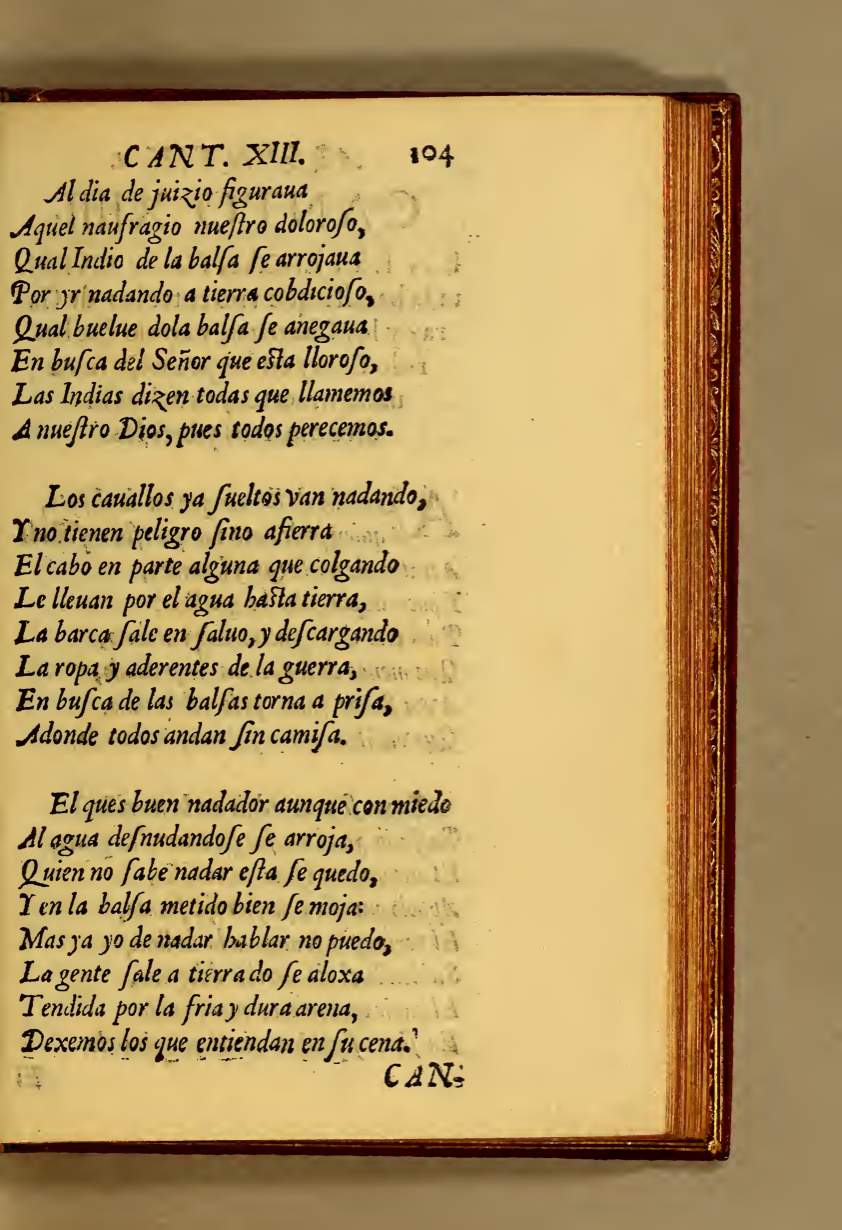 CANT. XIII. 104
Al dia de juizio figuraua
Aquel naufragio nueſtro doloroſo,
Qual Indio de la balſa ſe arrojaua
Por yr nadando a tierra cobdicioſo,
Qual buelue dola balſa ſe anegaua
En buſca del Señor que eſta lloroſo,
Las Indias dizen todas que llamemos
A nueſtro Dios, pues todos perecemos.
Los cauallos ya ſueltos van nadando,
Y no tienen peligro ſino afierra
El cabo en parte alguna que colgando
Le lleuan por el agua haſta tierra,
La barca ſale en ſaluo, y deſcargando
La ropa y aderentes de la guerra,
En buſca de las balſas torna a priſa,
Adonde todos andan ſin camiſa.
El ques buen nadador aunque con miedo
Al agua deſnudandoſe ſe arroja,
Quien no ſabe nadar eſta ſe quedo,
Y en la balſa metido bien ſe moja:
Mas ya yo de nadar hablar no puedo,
La gente ſale a tierra do ſe aloxa
Tendida por la fria y dura arena,
Dexemos los que entiendan en ſu cena.
CAN-